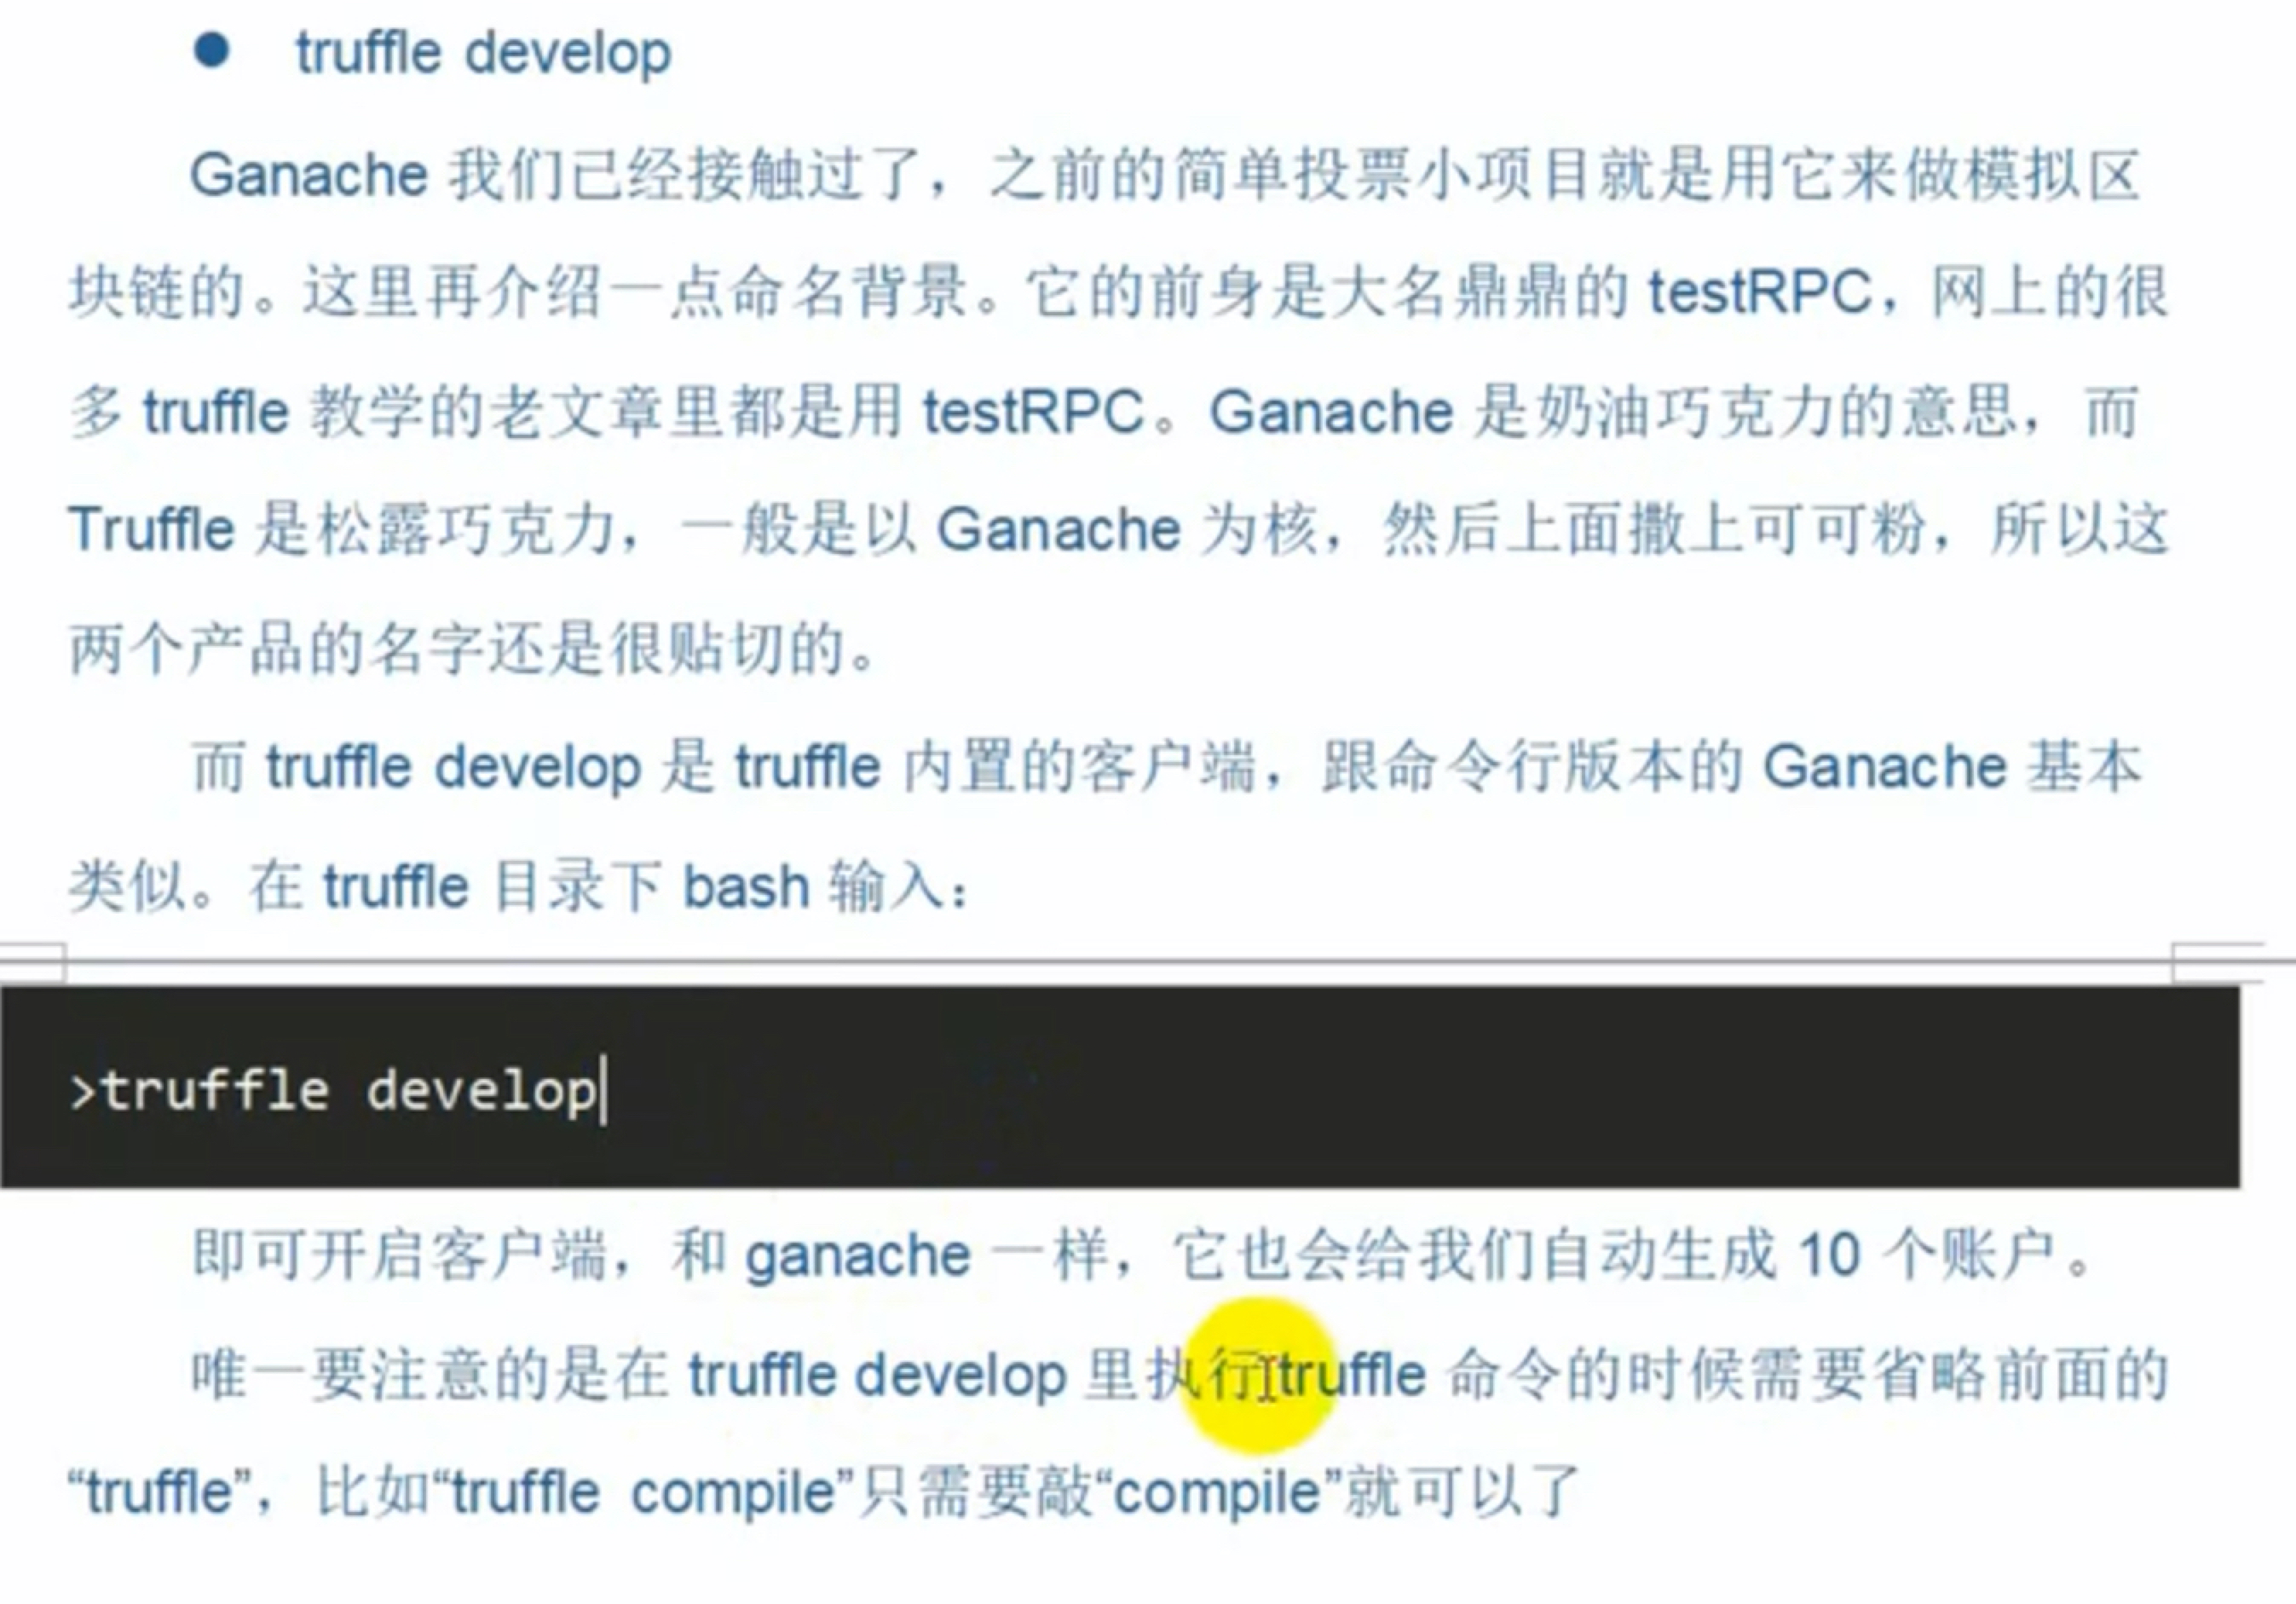 ● truffle develop
Ganache 我们已经接触过了，之前的简单投票小项目就是用它来做模拟区
块链的。这里再介绍一点命名背景。它的前身是大名鼎鼎的 testRPC，网上的很
多 truffle 教学的老文章里都是用 testRPC。Ganache 是奶油巧克力的意思，而
Truffle 是松露巧克力，一般是以 Ganache 为核，然后上面撒上可可粉，所以这
两个产品的名字还是很贴切的。
而 truffle develop 是 truffle 内置的客户端，跟命令行版本的 Ganache 基本
类似。在 truffle 目录下 bash 输入：
>truffle develop
即可开启客户端，和 ganache 一样，它也会给我们自动生成 10 个账户。
唯一要注意的是在 truffle develop 里执行 truffle 命令的时候需要省略前面的
“truffle”，比如“truffle compile”只需要敲“compile”就可以了